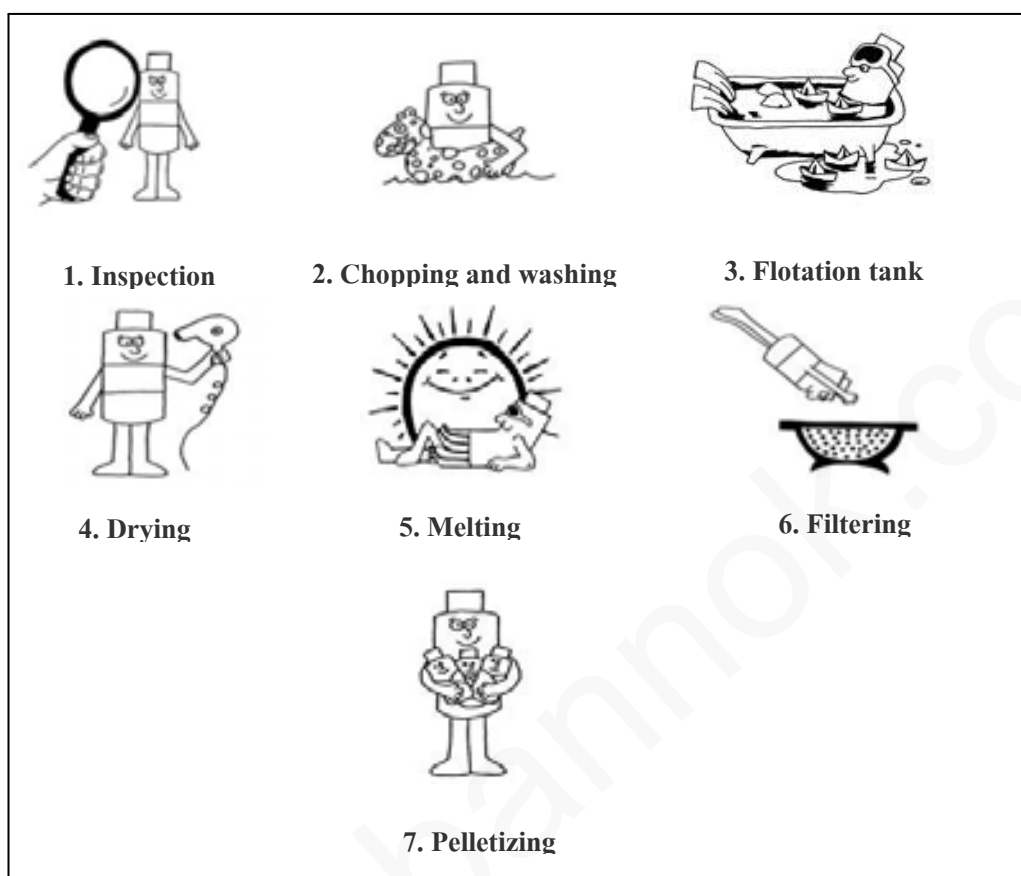 1. Inspection
2. Chopping and washing
3. Flotation tank
4. Drying
5. Melting
6. Filtering
7. Pelletizing